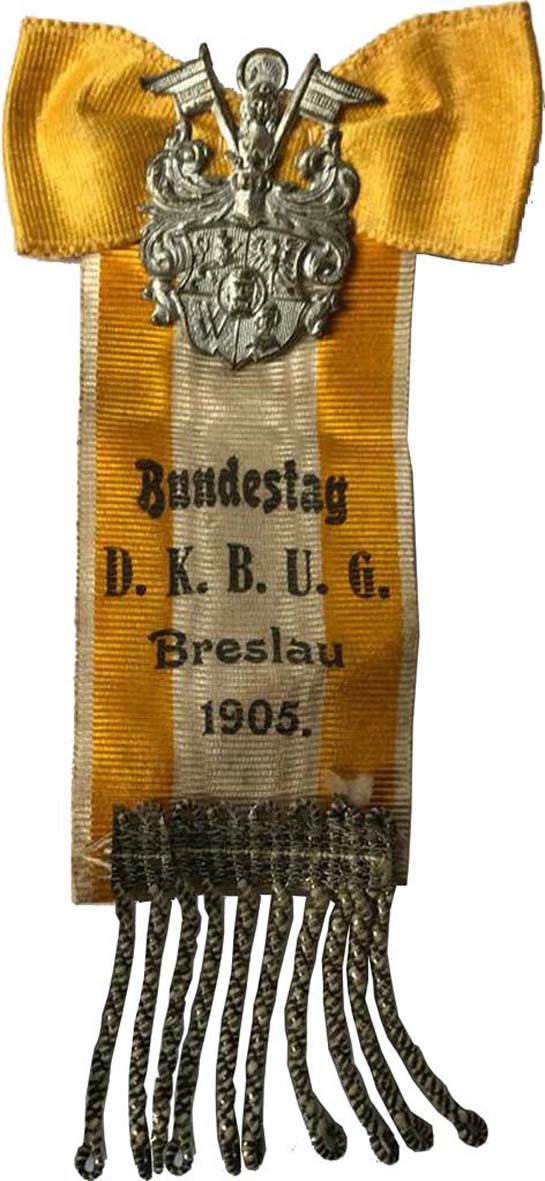 Bundestag
D. K. B. U. G.
Breslau
1905.
W